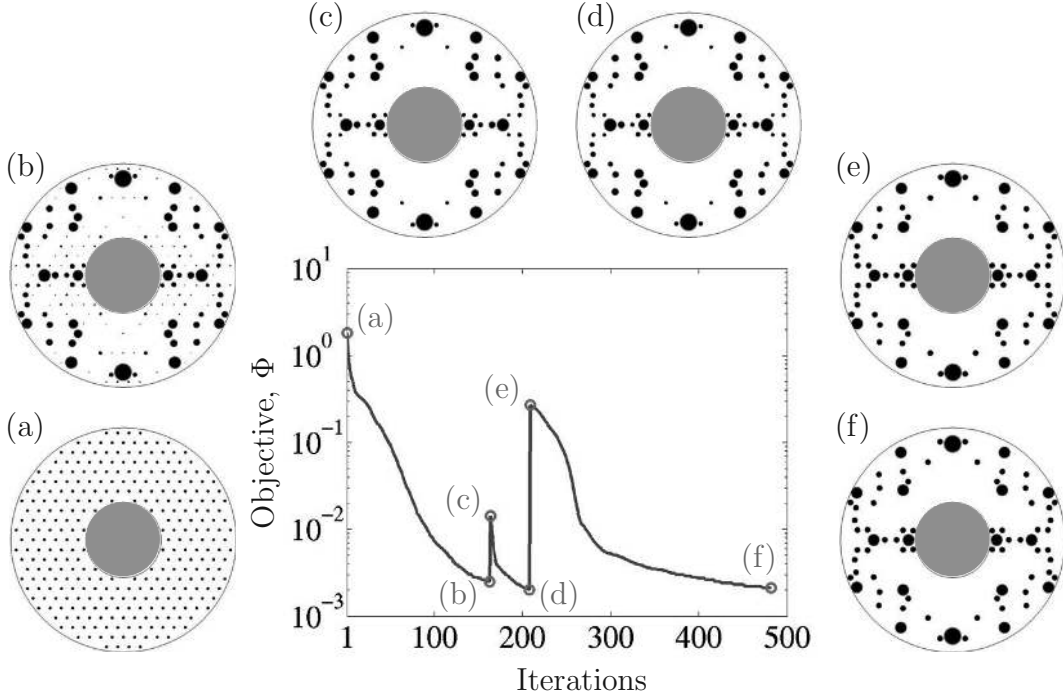 (c)
(d)
(b)
(e)
(a)
(f)
10^1
10^0
10^-1
10^-2
10^-3
Objective, Φ
(a)
(e)
(c)
(b)
(d)
(f)
1 100 200 300 400 500
Iterations